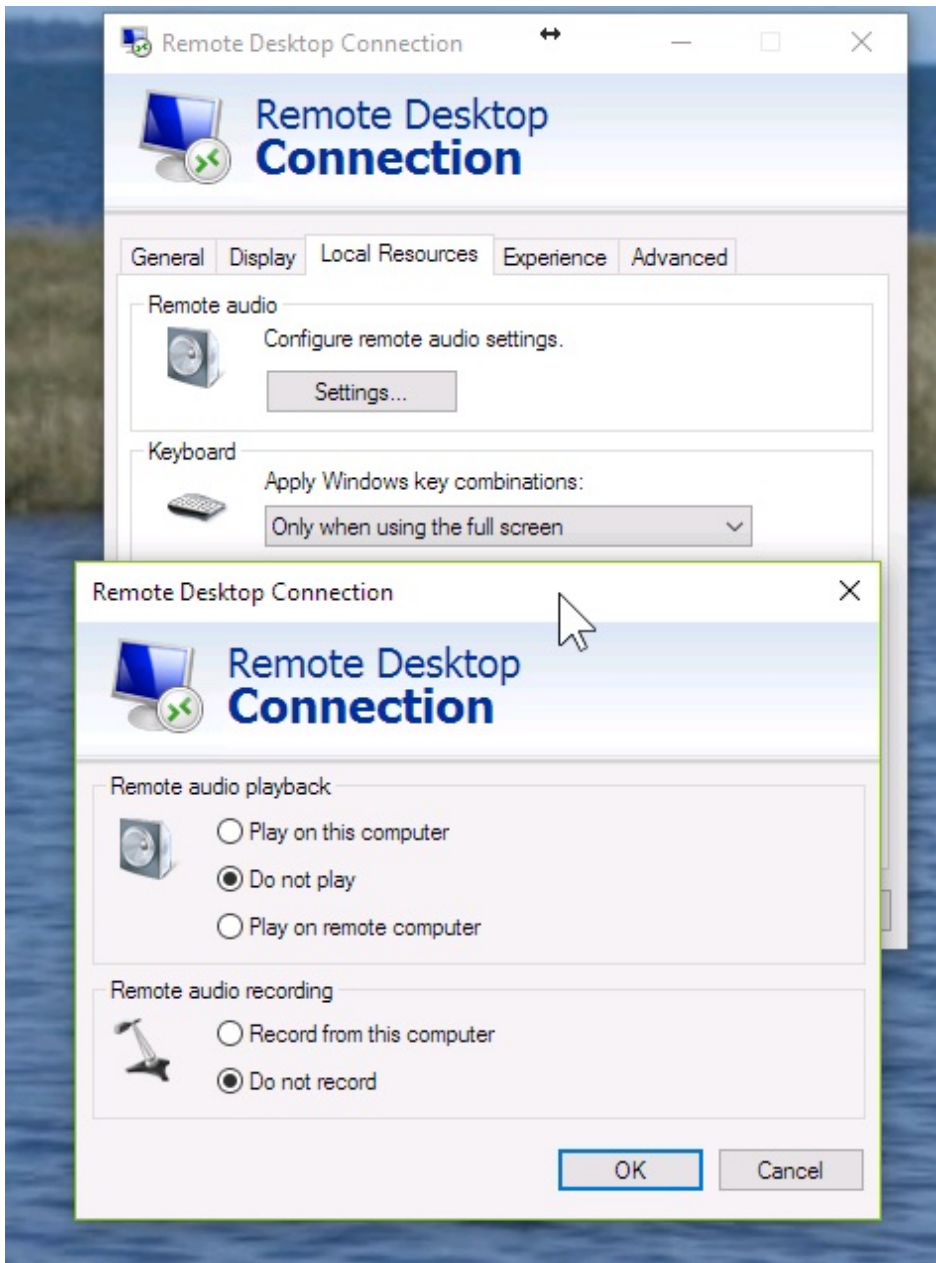 Remote Desktop Connection
Remote Desktop
Connection
General Display Local Resources Experience Advanced
Remote audio
Configure remote audio settings.
Settings...
Keyboard
Apply Windows key combinations:
Only when using the full screen
Remote Desktop Connection
Remote Desktop
Connection
Remote audio playback
Play on this computer
Do not play
Play on remote computer
Remote audio recording
Record from this computer
Do not record
OK Cancel